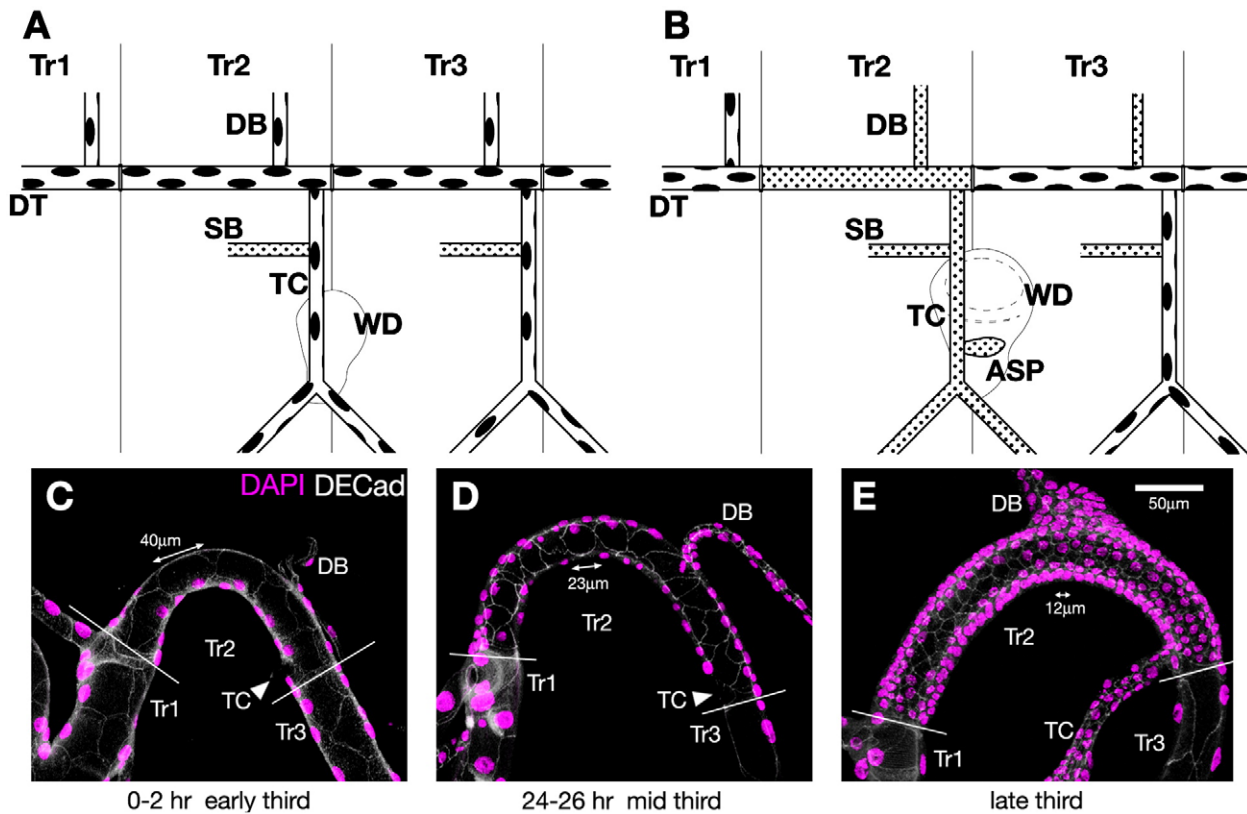 A
Tr1 Tr2 Tr3
DB
DT
SB
TC
WD
B
Tr1 Tr2 Tr3
DB
DT
SB
TC
WD
ASP
C
DAPI DECad
40μm
DB
Tr2
Tr1
TC
Tr3
0-2 hr early third
D
DB
23μm
Tr2
Tr1
TC
Tr3
24-26 hr mid third
E
DB
50μm
12μm
Tr2
Tr1
TC
Tr3
late third